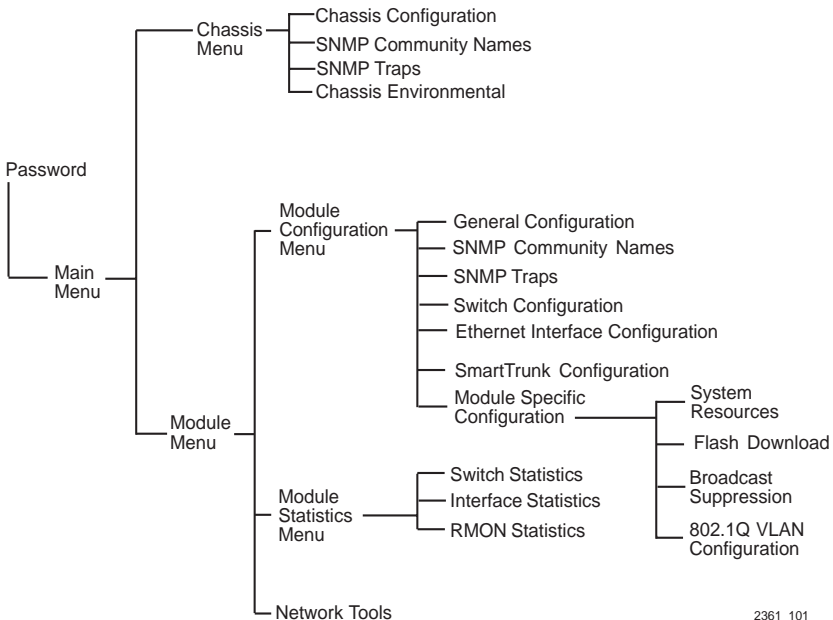 Chassis
Menu
Chassis Configuration
SNMP Community Names
SNMP Traps
Chassis Environmental
Password
Main
Menu
Module
Configuration
Menu
General Configuration
SNMP Community Names
SNMP Traps
Switch Configuration
Ethernet Interface Configuration
SmartTrunk Configuration
Module Specific
Configuration
System
Resources
Flash Download
Broadcast
Suppression
802.1Q VLAN
Configuration
Module
Menu
Module
Statistics
Menu
Switch Statistics
Interface Statistics
RMON Statistics
Network Tools
2361_101